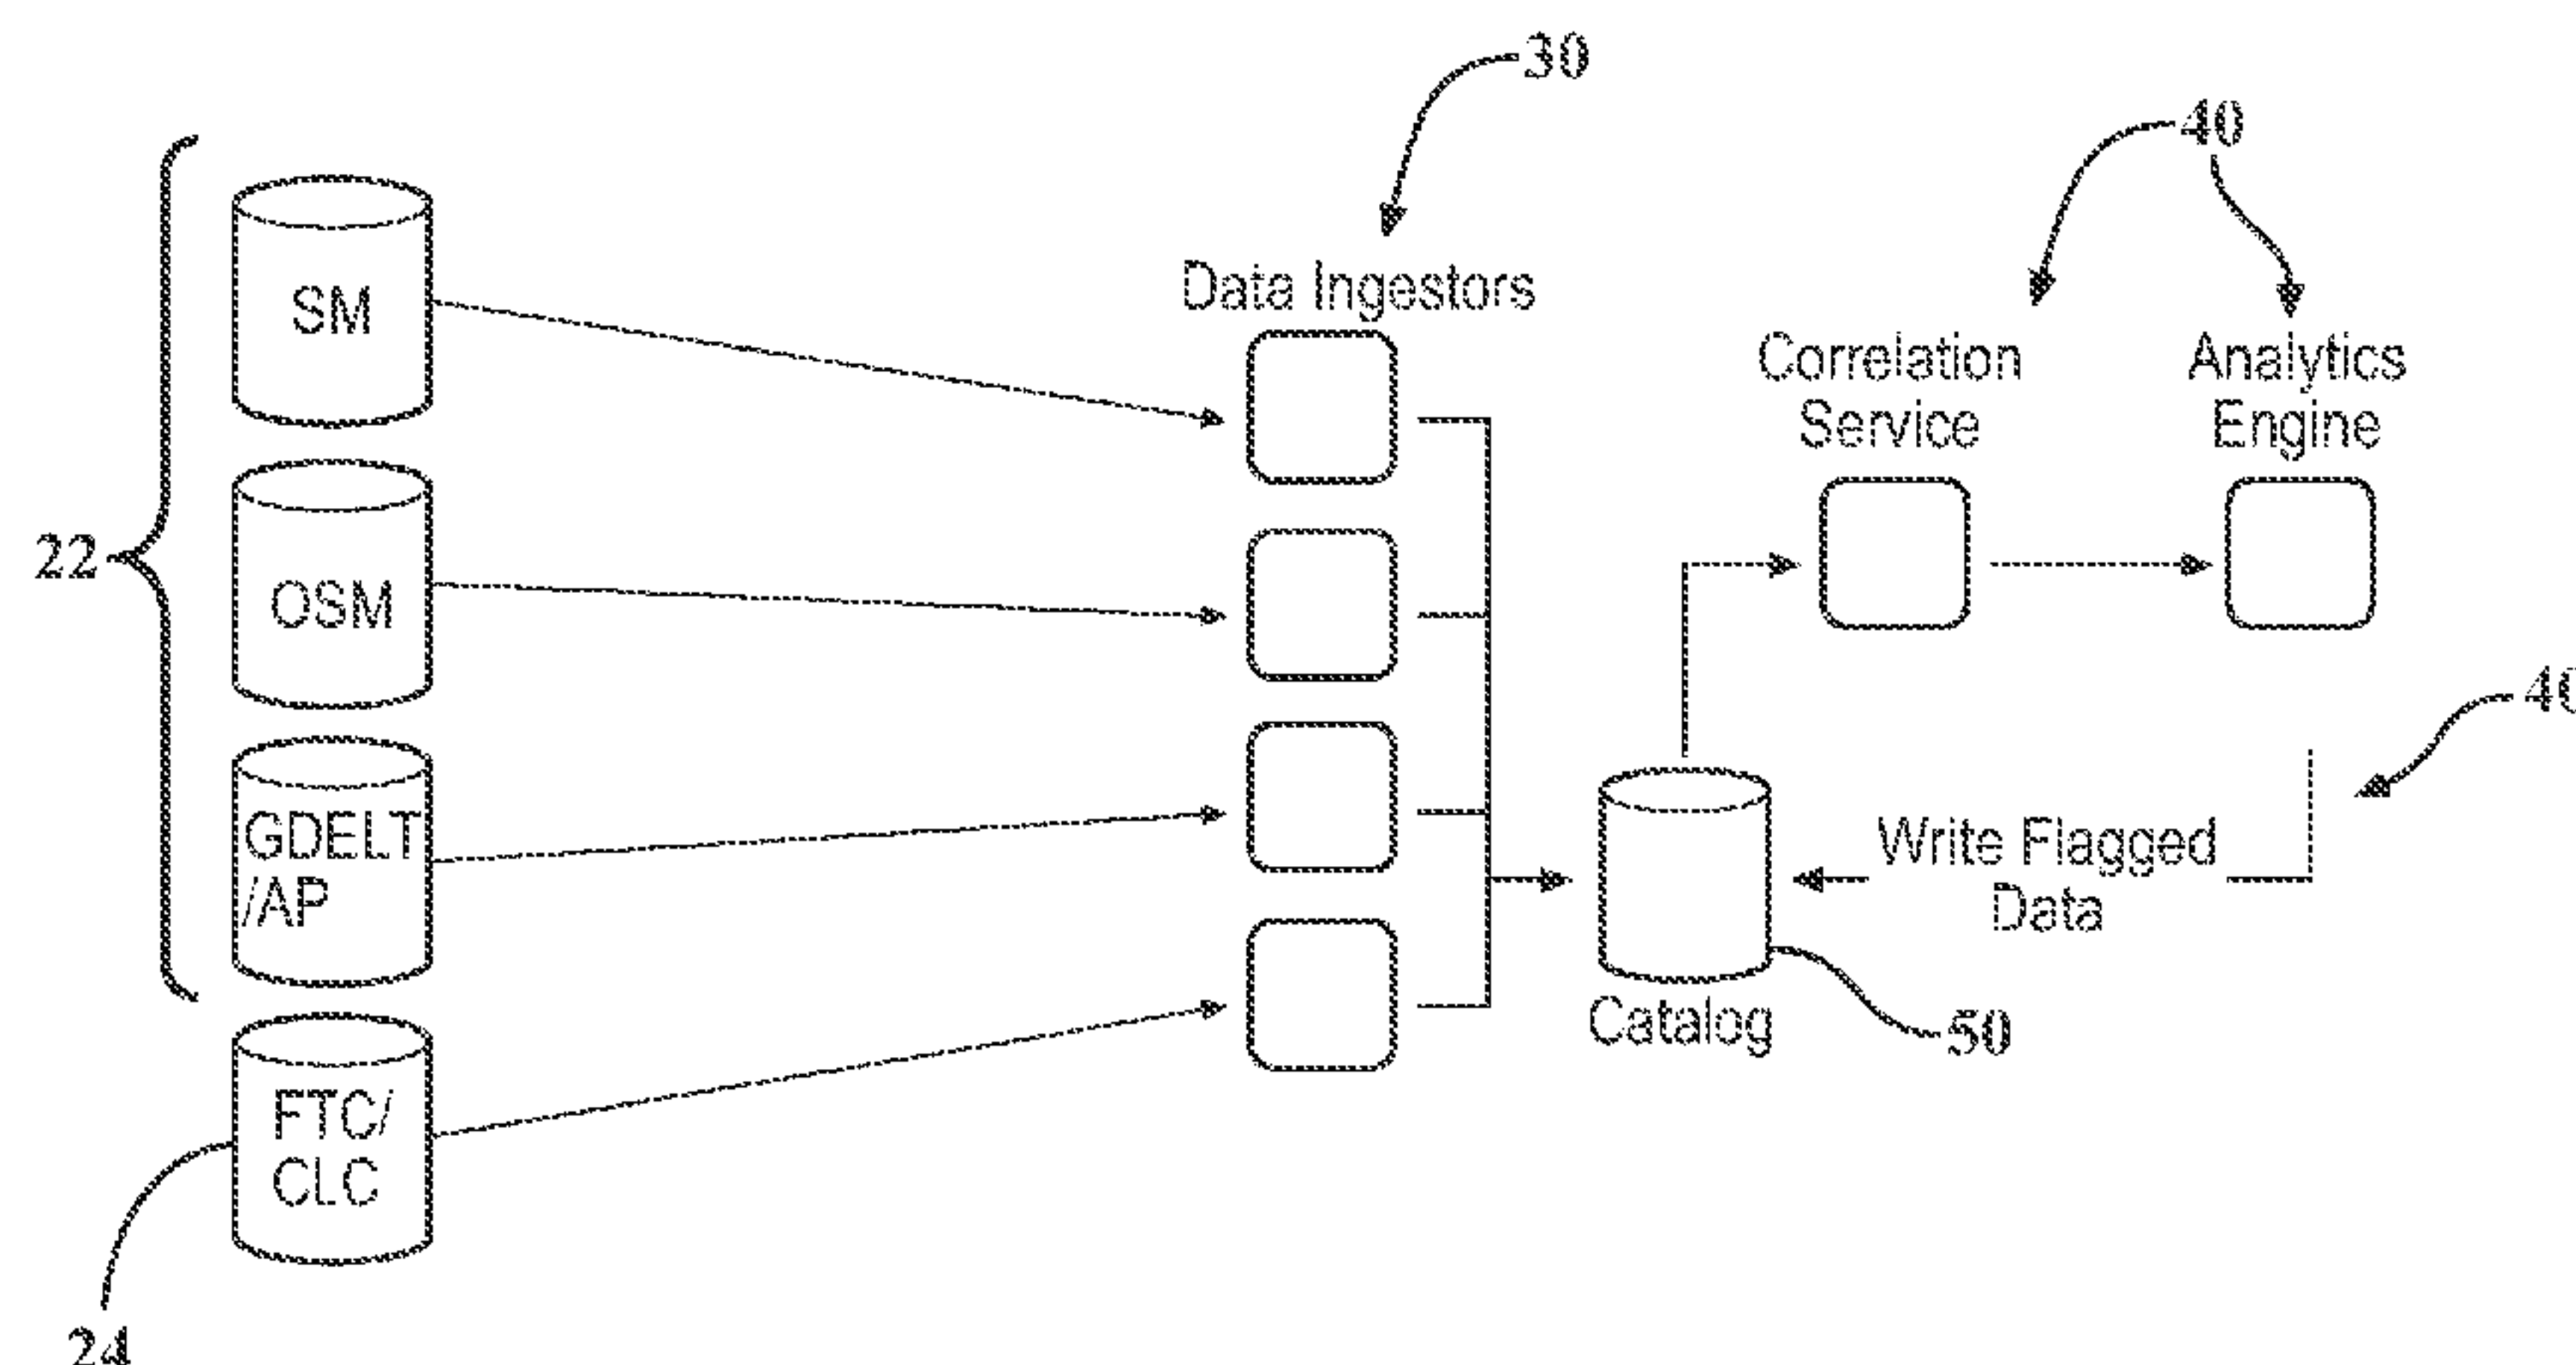 30
40
Data Ingestors
SM
Correlation
Service
Analytics
Engine
22
OSM
40
GDELT
/AP
Write Flagged
Data
Catalog
50
FTC/
CLC
24